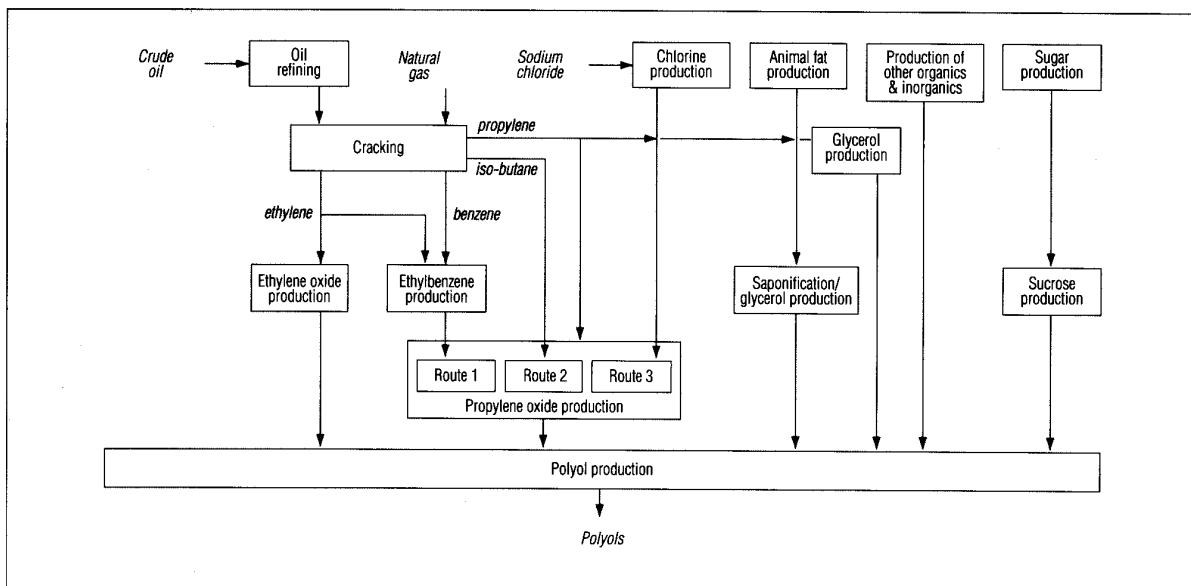 Crude
oil
Oil
refining
Natural
gas
Sodium
chloride
Chlorine
production
Animal fat
production
Production of
other organics
& inorganics
Sugar
production
Cracking
propylene
iso-butane
Glycerol
production
ethylene
benzene
Ethylene oxide
production
Ethylbenzene
production
Saponification/
glycerol production
Sucrose
production
Route 1
Route 2
Route 3
Propylene oxide production
Polyol production
Polyols